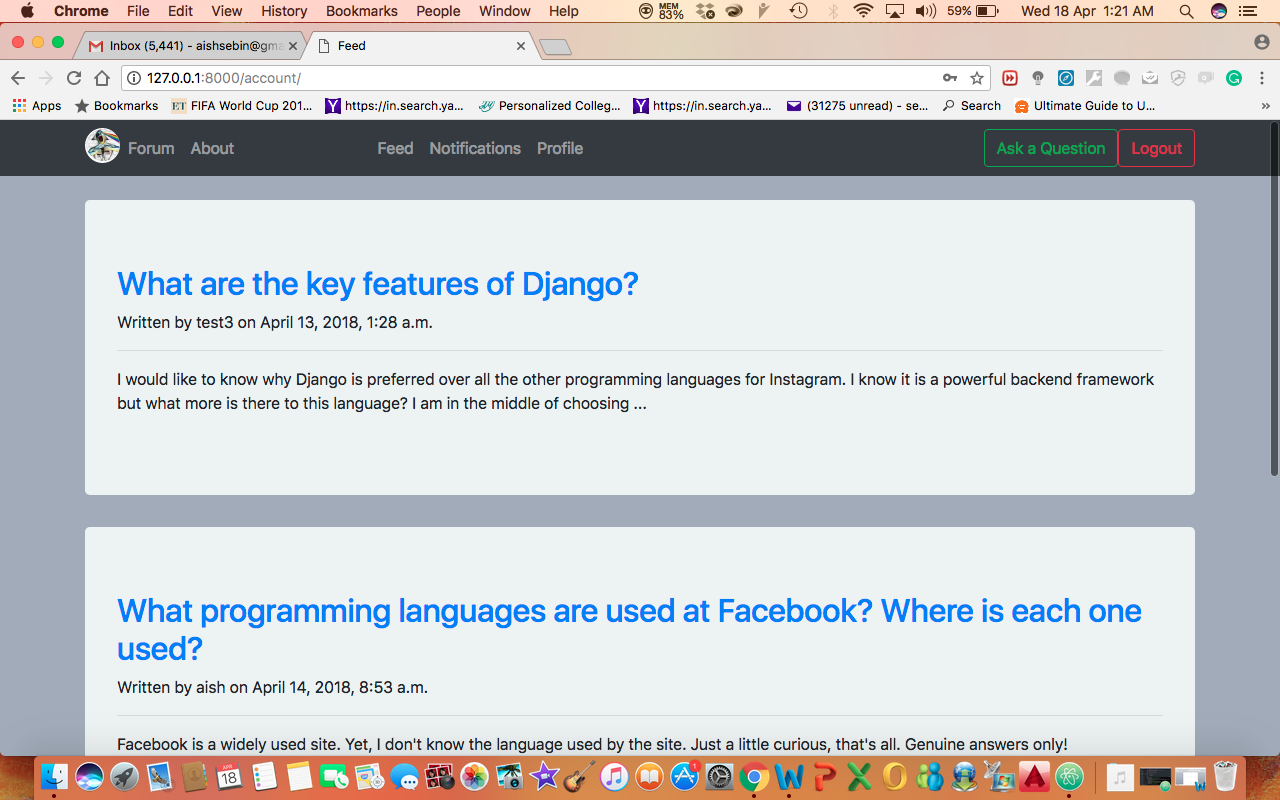 Chrome File Edit View History Bookmarks People Window Help MEM 83% 59% Wed 18 Apr 1:21 AM
Inbox (5,441) - aishsebin@gma Feed
127.0.0.1:8000/account/
Apps Bookmarks ET FIFA World Cup 201... https://in.search.ya... Personalized Colleg... https://in.search.ya... (31275 unread) - se... Search Ultimate Guide to U... »
Forum About Feed Notifications Profile Ask a Question Logout
What are the key features of Django?
Written by test3 on April 13, 2018, 1:28 a.m.
I would like to know why Django is preferred over all the other programming languages for Instagram. I know it is a powerful backend framework
but what more is there to this language? I am in the middle of choosing ...
What programming languages are used at Facebook? Where is each one
used?
Written by aish on April 14, 2018, 8:53 a.m.
Facebook is a widely used site. Yet, I don't know the language used by the site. Just a little curious, that's all. Genuine answers only!
APR
18
1